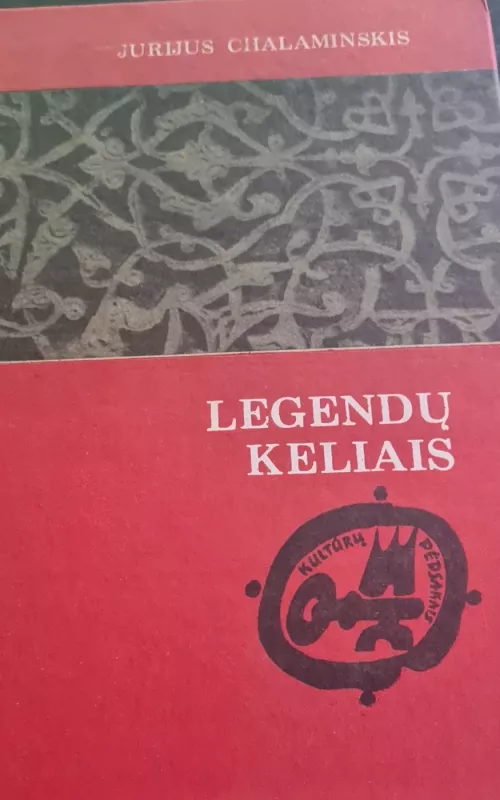 JURIJUS CHALAMINSKIS
LEGENDŲ
KELIAIS
KULTŪRŲ
PĖDSAKAIS